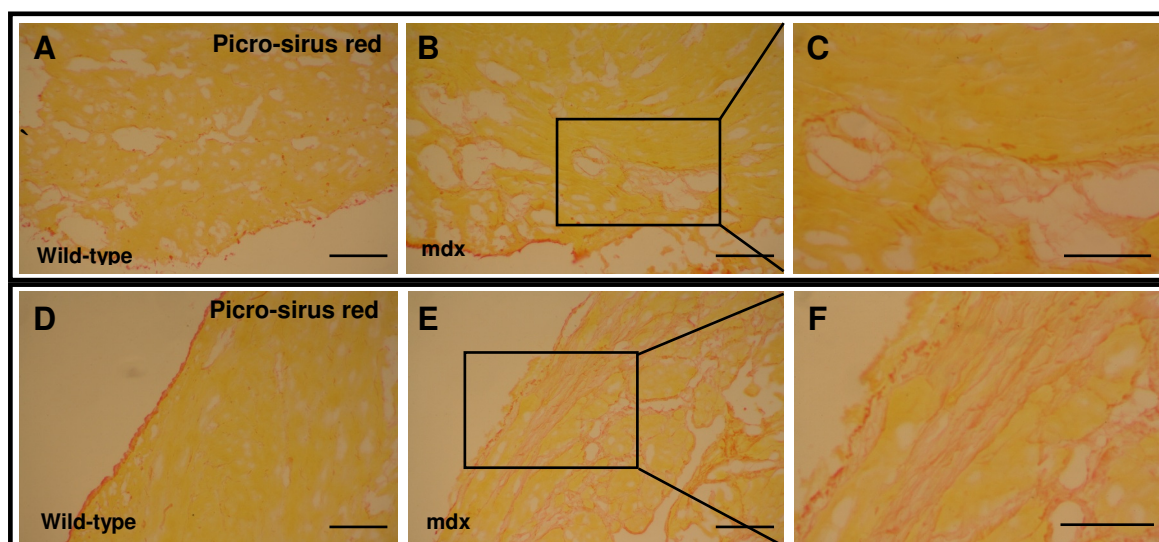 A
Picro-sirus red
Wild-type
B
mdx
C
D
Picro-sirus red
Wild-type
E
mdx
F